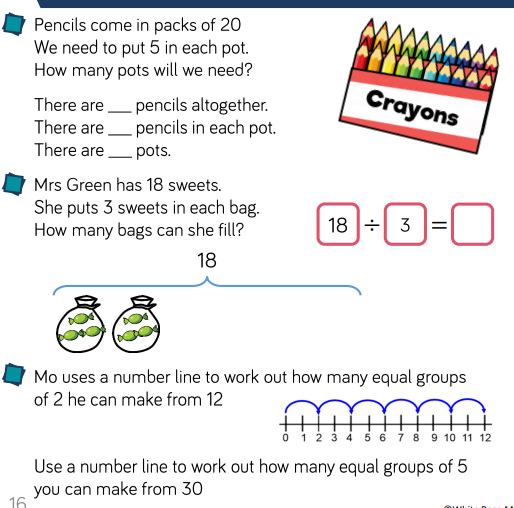 Pencils come in packs of 20
We need to put 5 in each pot.
How many pots will we need?
There are ___ pencils altogether.
There are ___ pencils in each pot.
There are ___ pots.
Crayons
Mrs Green has 18 sweets.
She puts 3 sweets in each bag.
How many bags can she fill?
18 ÷ 3 =
18
Mo uses a number line to work out how many equal groups
of 2 he can make from 12
0 1 2 3 4 5 6 7 8 9 10 11 12
Use a number line to work out how many equal groups of 5
you can make from 30
16